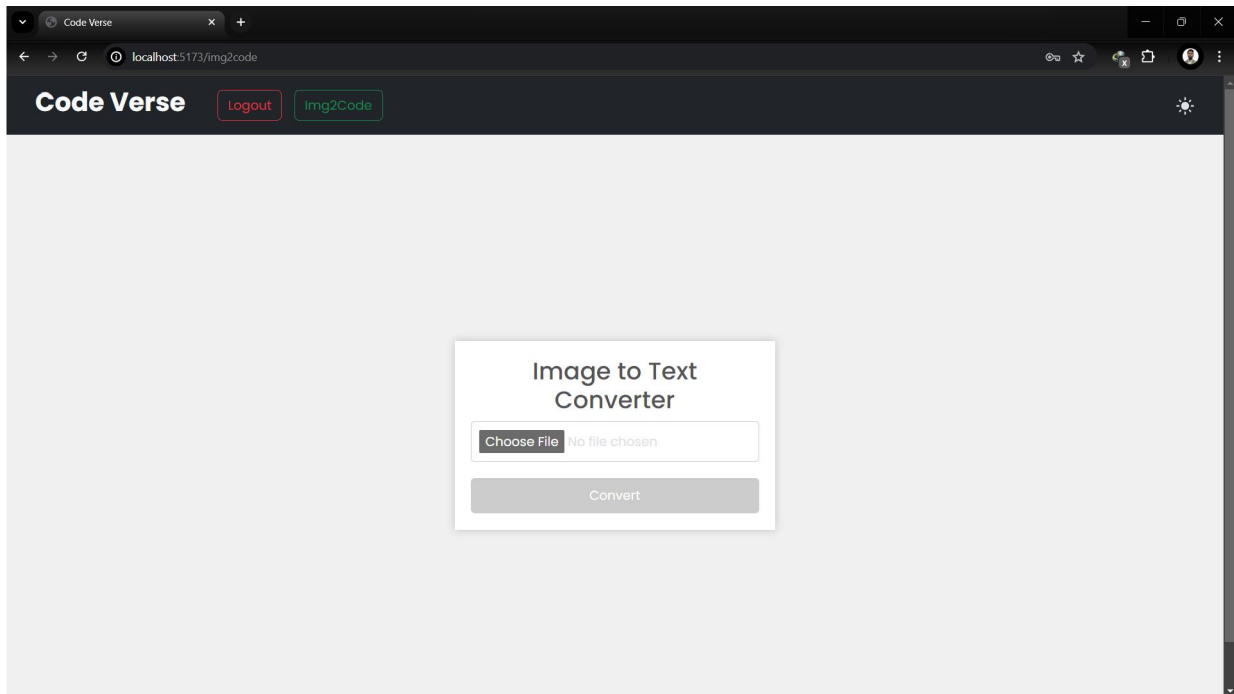 Code Verse
localhost:5173/img2code
Code Verse
Logout
Img2Code
Image to Text
Converter
Choose File No file chosen
Convert